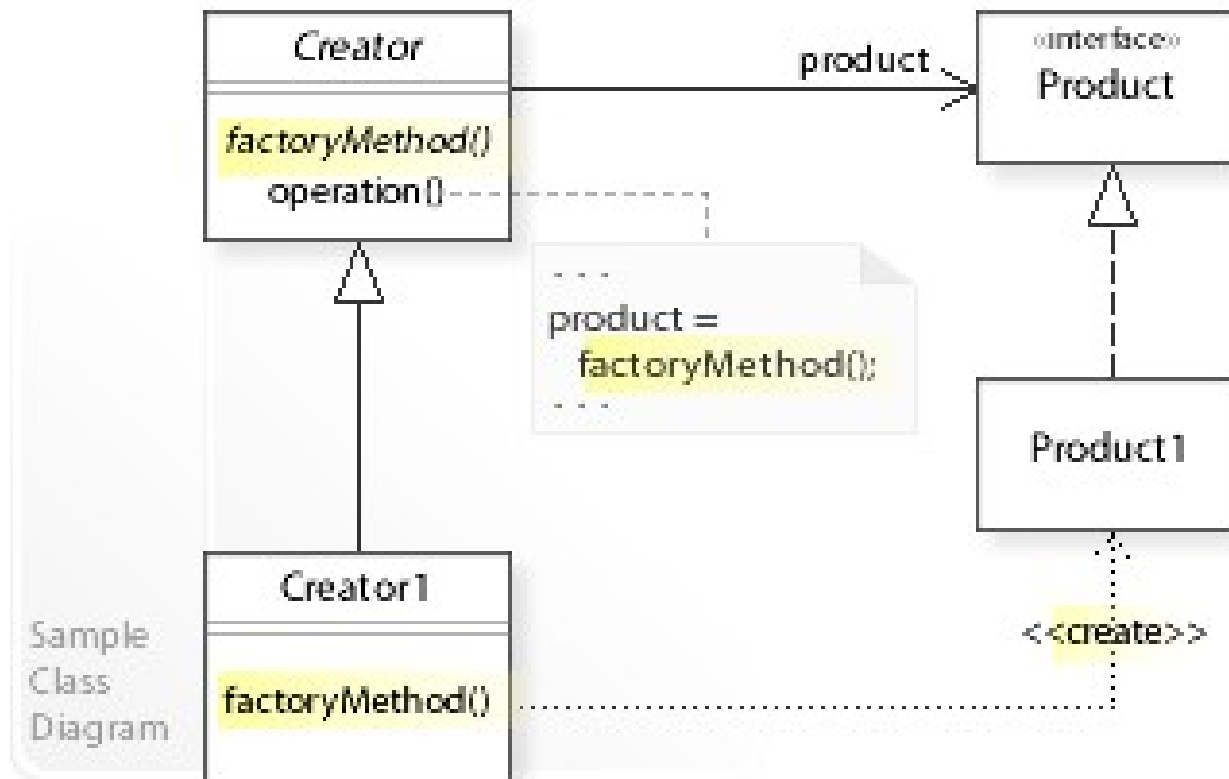 Creator
factoryMethod()
operation()
product
«interface»
Product
- - -
product =
factoryMethod();
- - -
Product1
Creator1
factoryMethod()
<<create>>
Sample
Class
Diagram